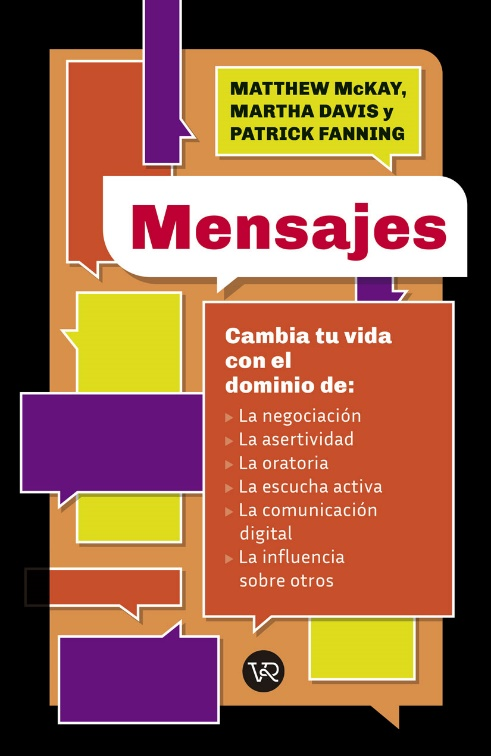 MATTHEW McKAY,
MARTHA DAVIS y
PATRICK FANNING
Mensajes
Cambia tu vida
con el
dominio de:
La negociación
La asertividad
La oratoria
La escucha activa
La comunicación
digital
La influencia
sobre otros
VR